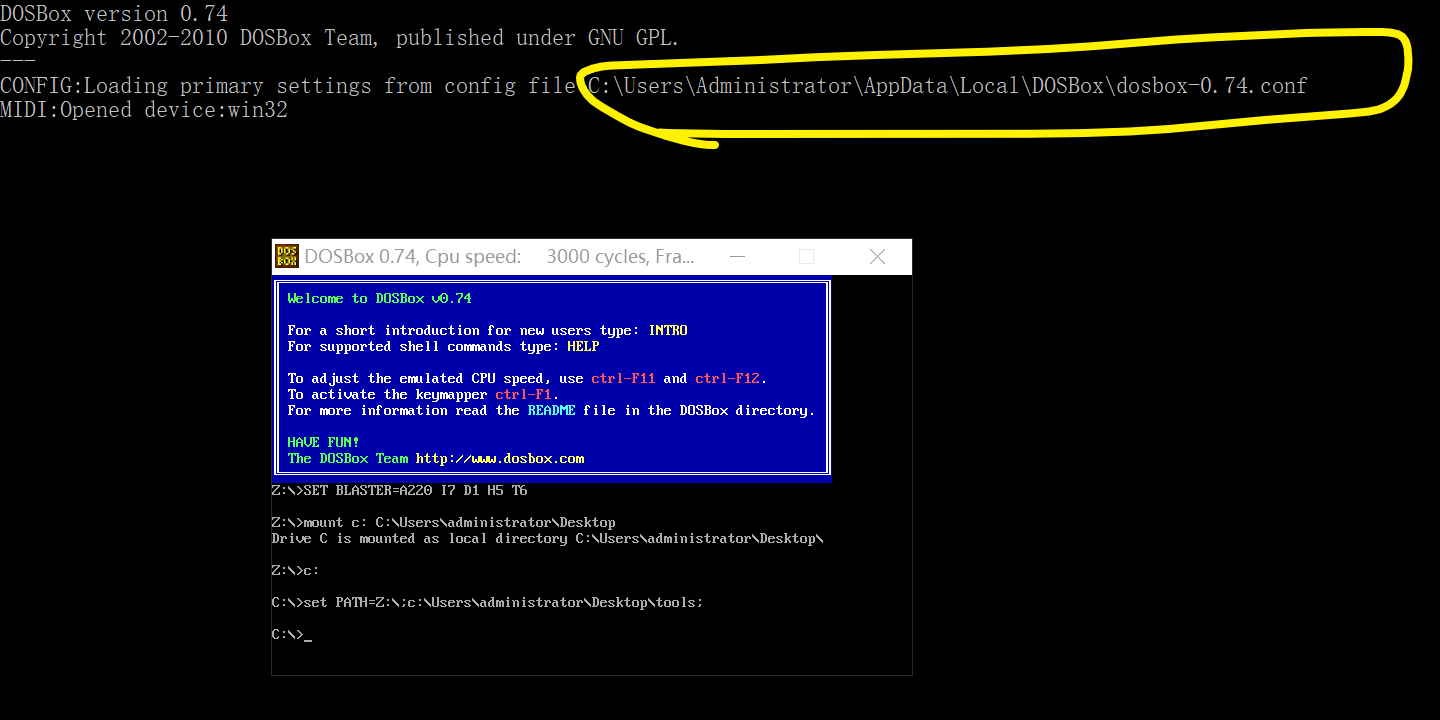 DOSBox version 0.74
Copyright 2002-2010 DOSBox Team, published under GNU GPL.
---
CONFIG:Loading primary settings from config file C:\Users\Administrator\AppData\Local\DOSBox\dosbox-0.74.conf
MIDI:Opened device:win32
DOS BOX
DOSBox 0.74, Cpu speed: 3000 cycles, Fra...
Welcome to DOSBox v0.74
For a short introduction for new users type: INTRO
For supported shell commands type: HELP
To adjust the emulated CPU speed, use ctrl-F11 and ctrl-F12.
To activate the keymapper ctrl-F1.
For more information read the README file in the DOSBox directory.
HAVE FUN!
The DOSBox Team http://www.dosbox.com
Z:\>SET BLASTER=A220 I7 D1 H5 T6
Z:\>mount c: C:\Users\administrator\Desktop
Drive C is mounted as local directory C:\Users\administrator\Desktop\
Z:\>c:
C:\>set PATH=Z:\;c:\Users\administrator\Desktop\tools;
C:\>_